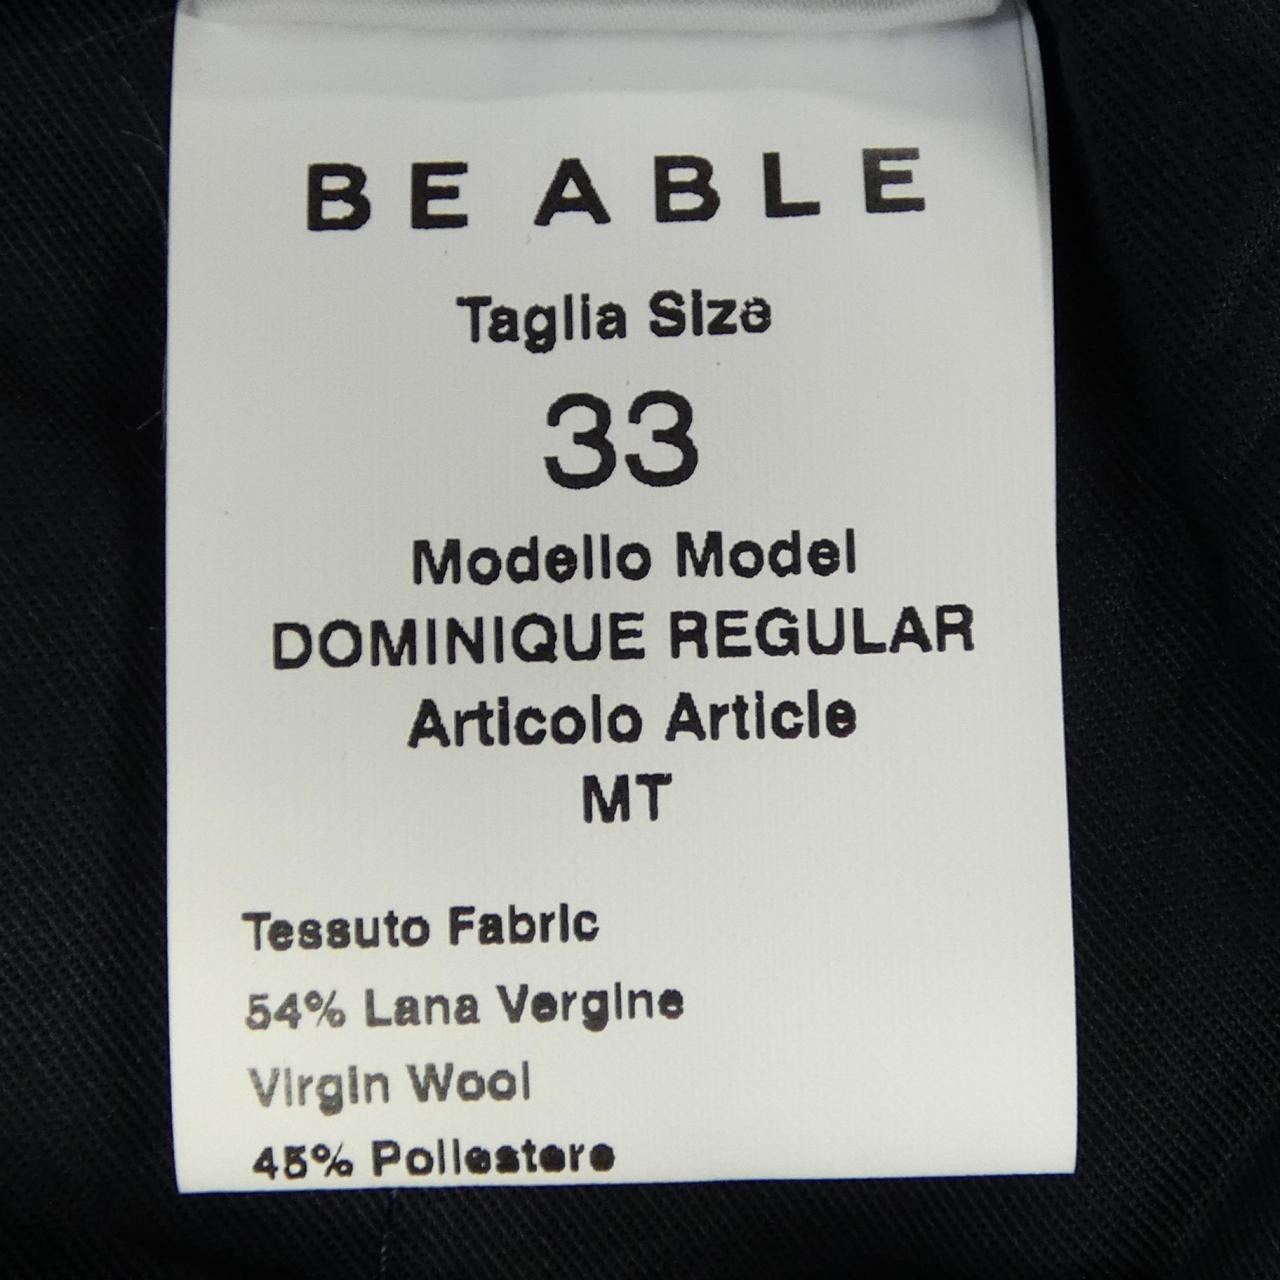 BE ABLE
Taglia Size
33
Modello Model
DOMINIQUE REGULAR
Articolo Article
MT
Tessuto Fabric
54% Lana Vergine
Virgin Wool
45% Poliestere